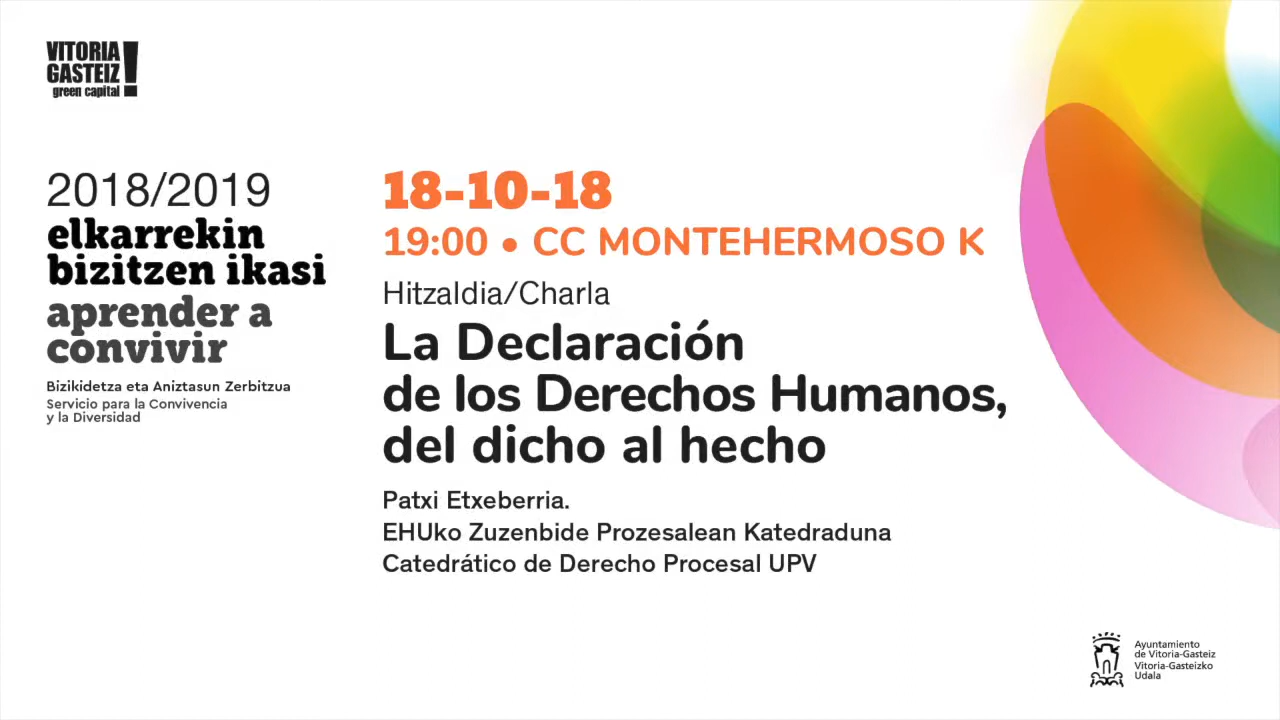 VITORIA
GASTEIZ!
green capital
2018/2019
elkarrekin
bizitzen ikasi
aprender a
convivir
Bizikidetza eta Aniztasun Zerbitzua
Servicio para la Convivencia
y la Diversidad
18-10-18
19:00 • CC MONTEHERMOSO K
Hitzaldia/Charla
La Declaración
de los Derechos Humanos,
del dicho al hecho
Patxi Etxeberria.
EHUko Zuzenbide Prozesalean Katedraduna
Catedrático de Derecho Procesal UPV
Ayuntamiento
de Vitoria-Gasteiz
Vitoria-Gasteizko
Udala